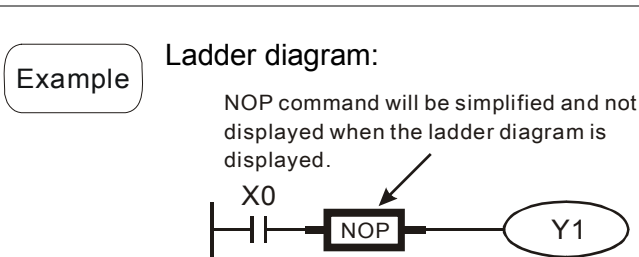 Example
Ladder diagram:
NOP command will be simplified and not
displayed when the ladder diagram is
displayed.
X0
NOP
Y1